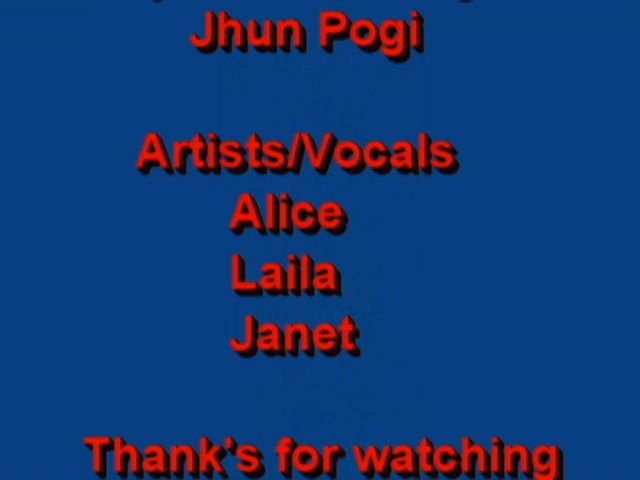 Jhun Pogi
Artists/Vocals
Alice
Laila
Janet
Thank's for watching